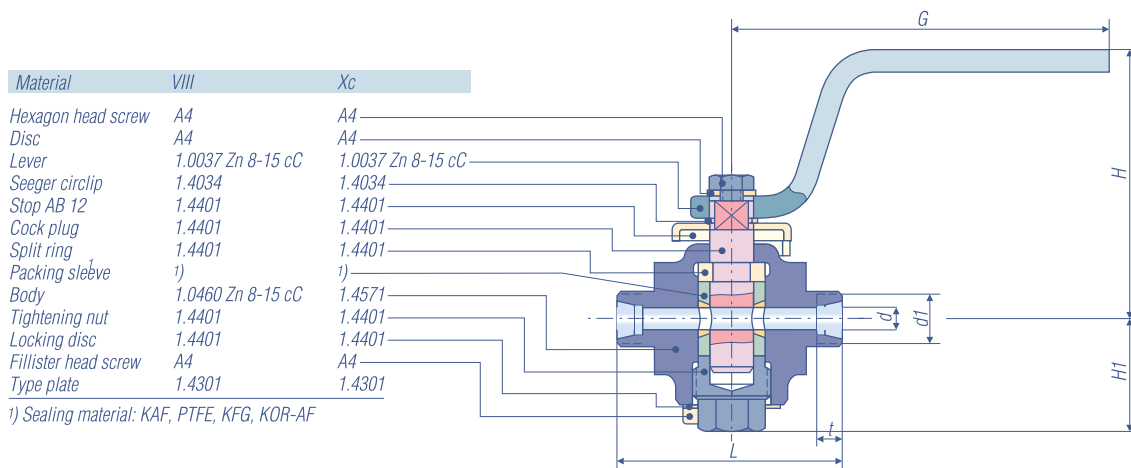 Material VIII Xc
Hexagon head screw A4 A4
Disc A4 A4
Lever 1.0037 Zn 8-15 cC 1.0037 Zn 8-15 cC
Seeger circlip 1.4034 1.4034
Stop AB 12 1.4401 1.4401
Cock plug 1.4401 1.4401
Split ring 1.4401 1.4401
1
Packing sleeve 1) 1)
Body 1.0460 Zn 8-15 cC 1.4571
Tightening nut 1.4401 1.4401
Locking disc 1.4401 1.4401
Fillister head screw A4 A4
Type plate 1.4301 1.4301
1) Sealing material: KAF, PTFE, KFG, KOR-AF
G
H
d
d1
H1
t
L